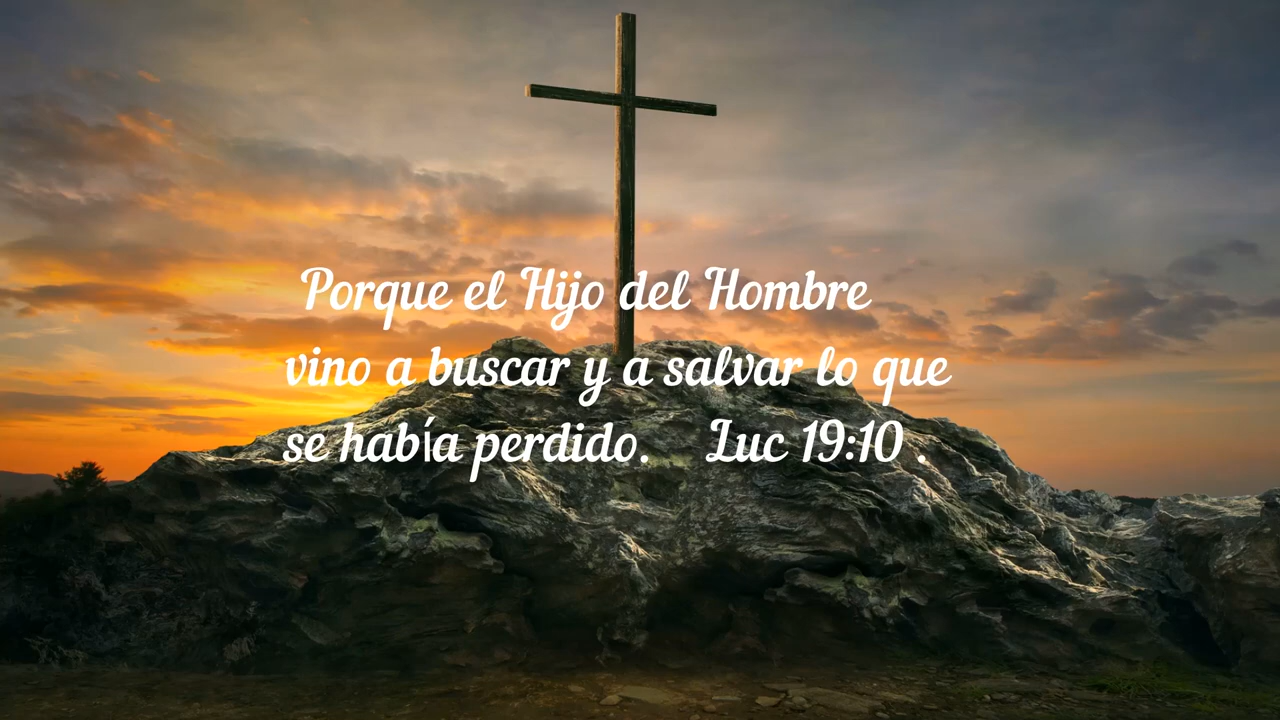 Porque el Hijo del Hombre
vino a buscar y a salvar lo que
se había perdido. Luc 19:10 .